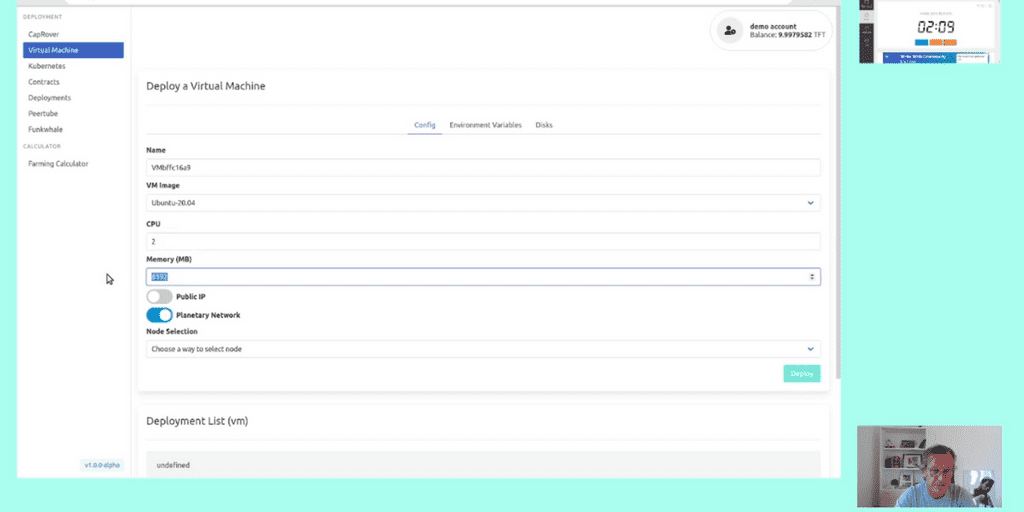 DEPLOYMENT
CapRover
Virtual Machine
Kubernetes
Contracts
Deployments
Peertube
Funkwhale
CALCULATOR
Farming Calculator
v1.0.0-alpha
demo account
Balance: 9.9979582 TFT
Deploy a Virtual Machine
Config Environment Variables Disks
Name
VMbffc16a9
VM Image
Ubuntu-20.04
CPU
2
Memory (MB)
8192
Public IP
Planetary Network
Node Selection
Choose a way to select node
Deploy
Deployment List (vm)
undefined
02:09